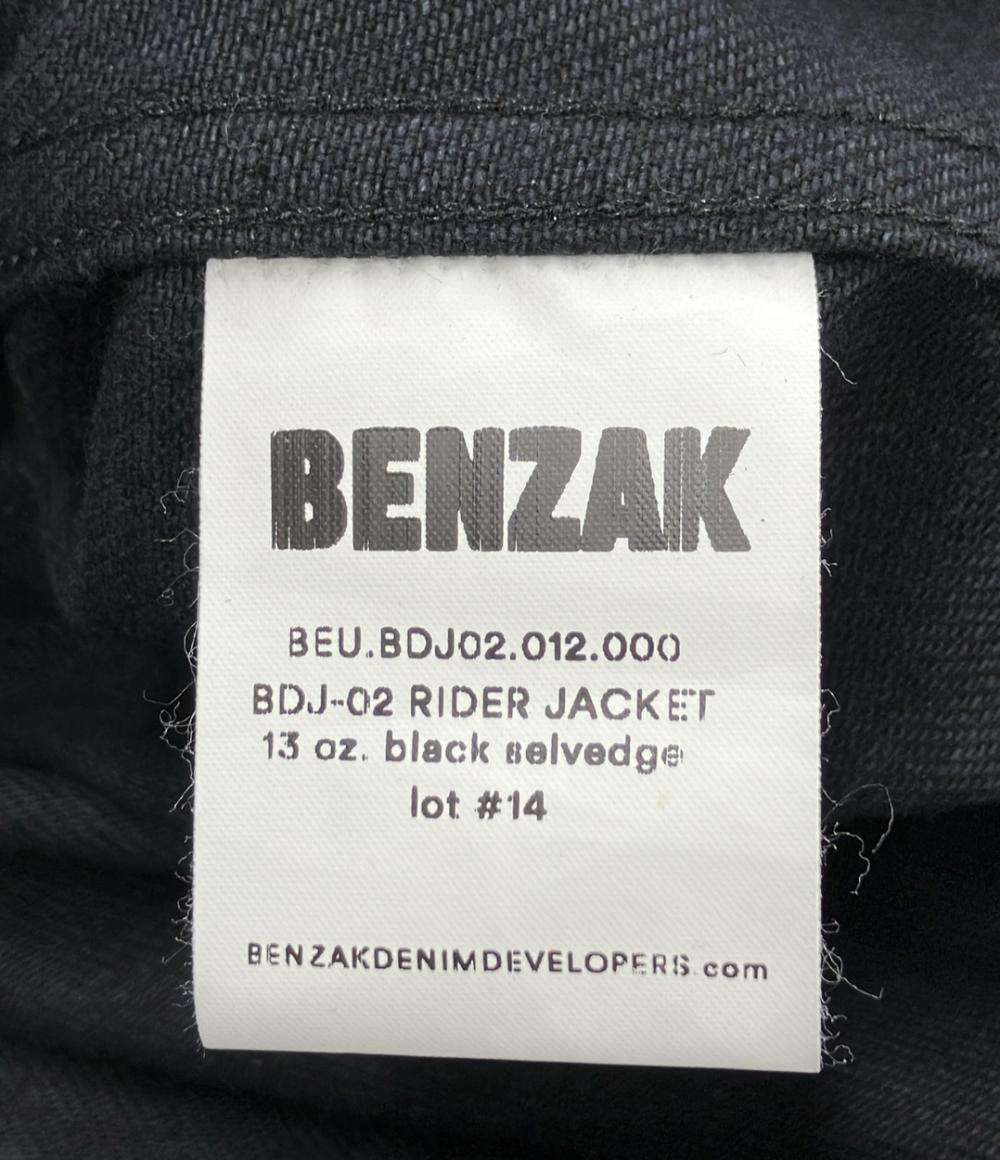 BENZAK
BEU.BDJ02.012.000
BDJ-02 RIDER JACKET
13 oz. black selvedge
lot #14
BENZAKDENIMDEVELOPERS.com